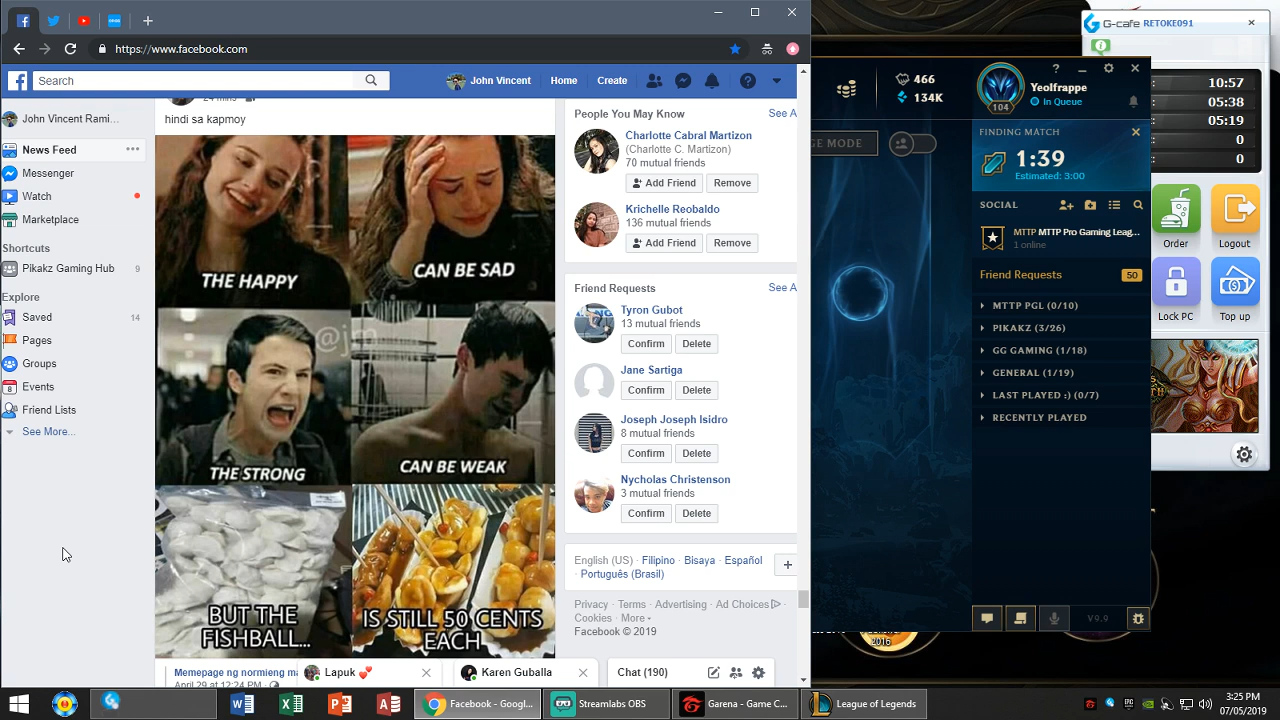 https://www.facebook.com
Search
John Vincent
Home
Create
John Vincent Rami...
News Feed
Messenger
Watch
Marketplace
Shortcuts
Pikakz Gaming Hub 9
Explore
Saved 14
Pages
Groups
Events
Friend Lists
See More...
24 mins
hindi sa kapmoy
THE HAPPY
CAN BE SAD
THE STRONG
CAN BE WEAK
BUT THE
FISHBALL...
IS STILL 50 CENTS
EACH
Memepage ng normieng ma
April 29 at 12:24 PM
People You May Know
See A
Charlotte Cabral Martizon
(Charlotte C. Martizon)
70 mutual friends
Add Friend
Remove
Krichelle Reobaldo
136 mutual friends
Add Friend
Remove
Friend Requests
See A
Tyron Gubot
13 mutual friends
Confirm
Delete
Jane Sartiga
Confirm
Delete
Joseph Joseph Isidro
8 mutual friends
Confirm
Delete
Nycholas Christenson
3 mutual friends
Confirm
Delete
English (US) · Filipino · Bisaya · Español
· Português (Brasil)
Privacy · Terms · Advertising · Ad Choices ·
Cookies · More
Facebook © 2019
Lapuk
Karen Guballa
Chat (190)
466
134K
GE MODE
Yeolfrappe
In Queue
104
FINDING MATCH
1:39
Estimated: 3:00
SOCIAL
MTTP MTTP Pro Gaming Leag...
1 online
Friend Requests
50
MTTP PGL (0/10)
PIKAKZ (3/26)
GG GAMING (1/18)
GENERAL (1/19)
LAST PLAYED :) (0/7)
RECENTLY PLAYED
V9.9
G-cafe RETOKE091
10:57
05:38
05:19
0
0
Order
Logout
Lock PC
Top up
Facebook - Googl...
Streamlabs OBS
Garena - Game C...
League of Legends
3:25 PM
07/05/2019